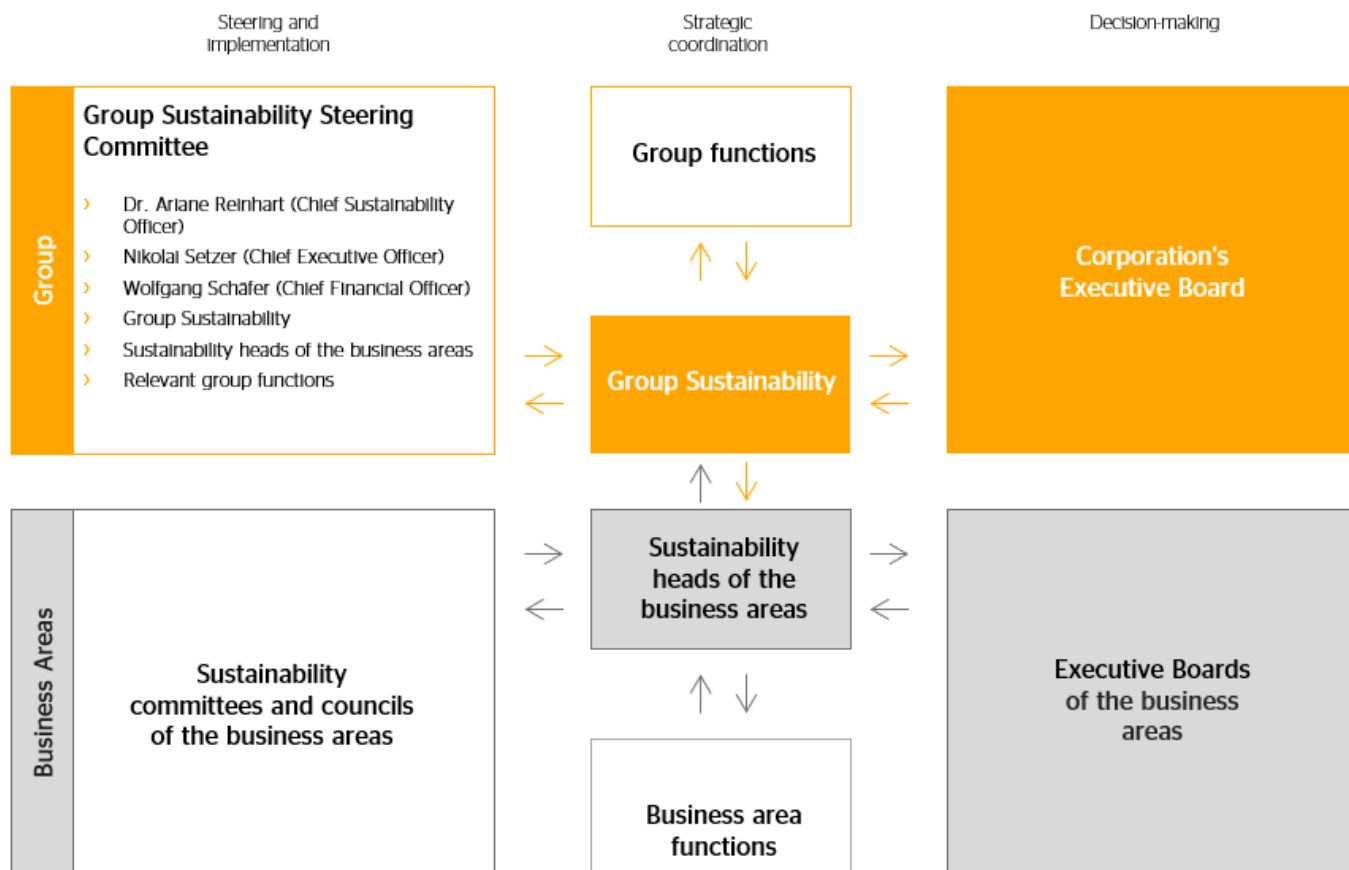 Steering and
implementation
Strategic
coordination
Decision-making
Group
Group Sustainability Steering
Committee
› Dr. Ariane Reinhart (Chief Sustainability
Officer)
› Nikolai Setzer (Chief Executive Officer)
› Wolfgang Schäfer (Chief Financial Officer)
› Group Sustainability
› Sustainability heads of the business areas
› Relevant group functions
Group functions
Group Sustainability
Corporation‘s
Executive Board
Business Areas
Sustainability
committees and councils
of the business areas
Sustainability
heads of the
business areas
Business area
functions
Executive Boards
of the business
areas